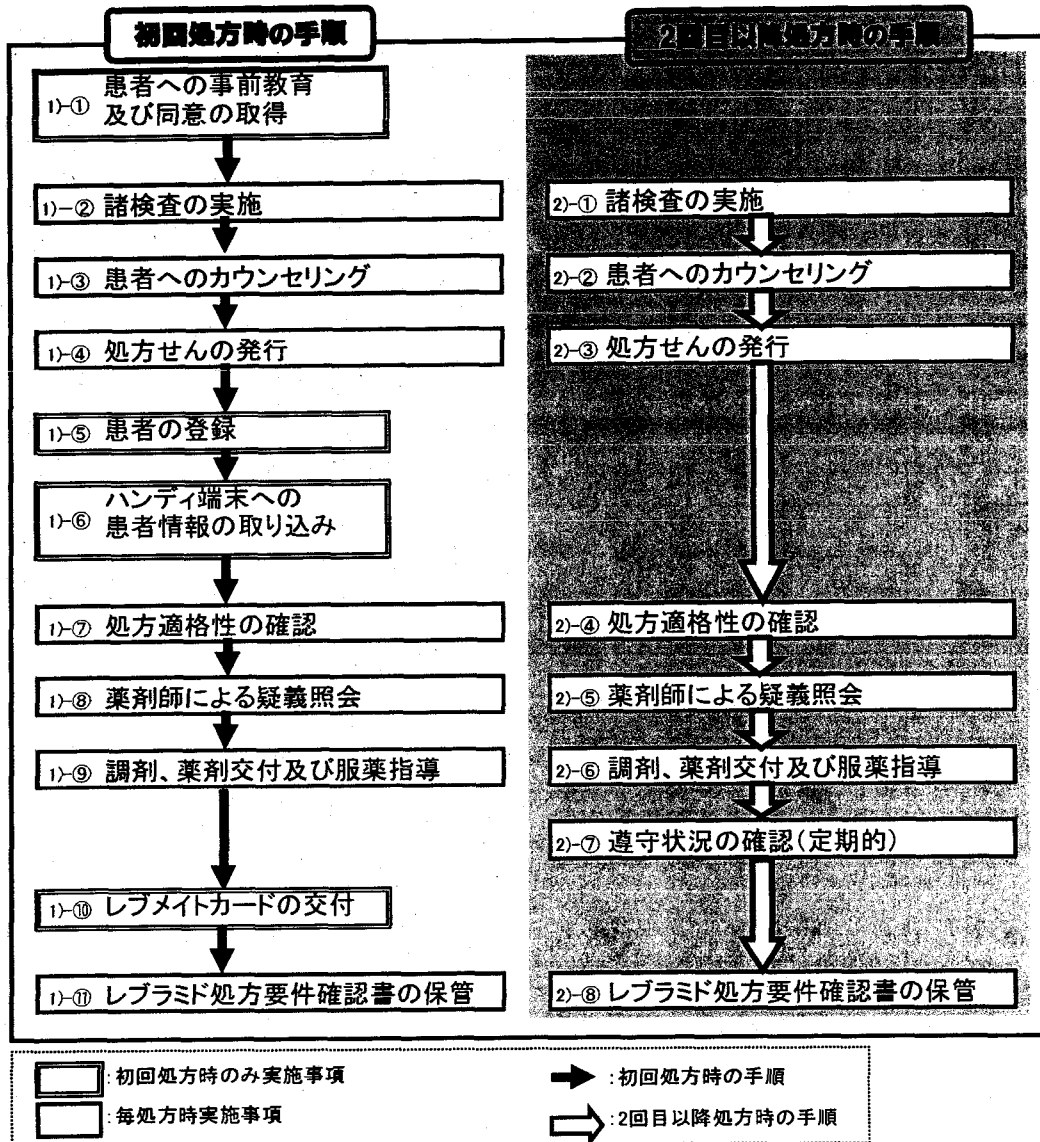 初回処方時の手順
1)-① 患者への事前教育
及び同意の取得
1)-② 諸検査の実施
1)-③ 患者へのカウンセリング
1)-④ 処方せんの発行
1)-⑤ 患者の登録
1)-⑥ ハンディ端末への
患者情報の取り込み
1)-⑦ 処方適格性の確認
1)-⑧ 薬剤師による疑義照会
1)-⑨ 調剤、薬剤交付及び服薬指導
1)-⑩ レブメイトカードの交付
1)-⑪ レブラミド処方要件確認書の保管
2回目以降処方時の手順
2)-① 諸検査の実施
2)-② 患者へのカウンセリング
2)-③ 処方せんの発行
2)-④ 処方適格性の確認
2)-⑤ 薬剤師による疑義照会
2)-⑥ 調剤、薬剤交付及び服薬指導
2)-⑦ 遵守状況の確認(定期的)
2)-⑧ レブラミド処方要件確認書の保管
:初回処方時のみ実施事項
:毎処方時実施事項
:初回処方時の手順
:2回目以降処方時の手順